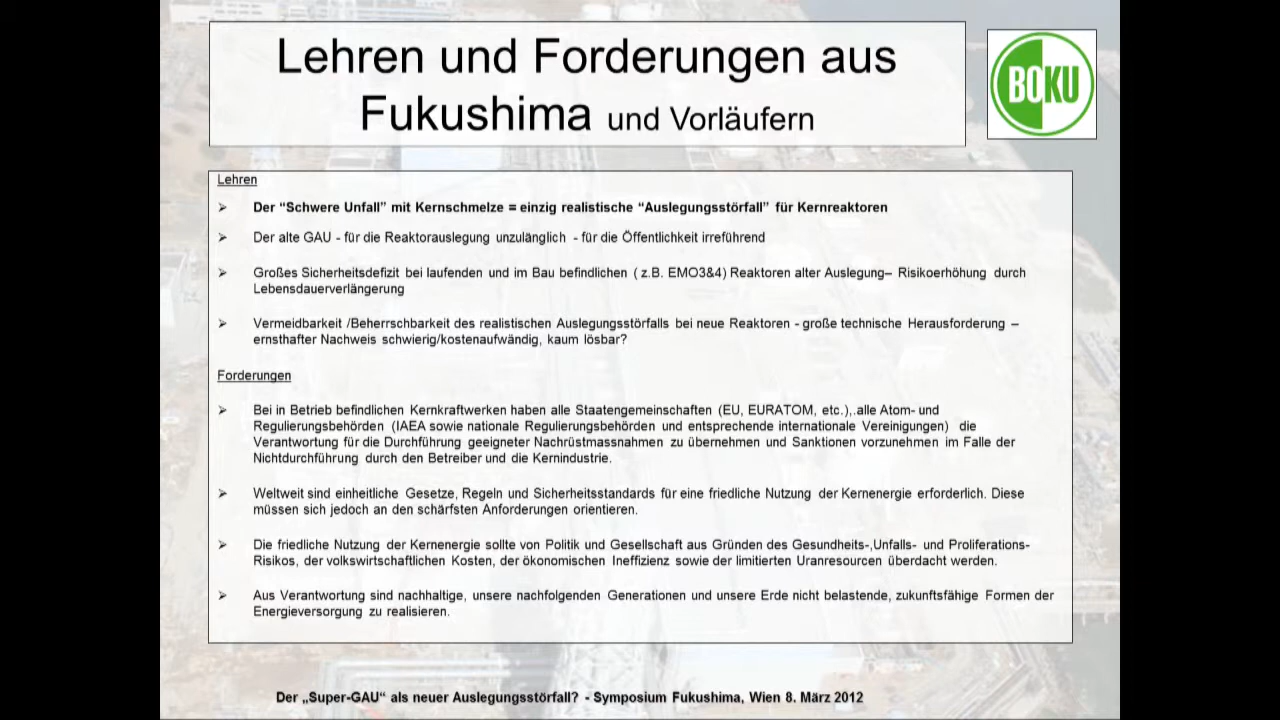 Lehren und Forderungen aus
Fukushima und Vorläufern
BOKU
Lehren
➢ Der “Schwere Unfall” mit Kernschmelze = einzig realistische “Auslegungsstörfall” für Kernreaktoren
➢ Der alte GAU - für die Reaktorauslegung unzulänglich - für die Öffentlichkeit irreführend
➢ Großes Sicherheitsdefizit bei laufenden und im Bau befindlichen ( z.B. EMO3&4) Reaktoren alter Auslegung– Risikoerhöhung durch
Lebensdauerverlängerung
➢ Vermeidbarkeit /Beherrschbarkeit des realistischen Auslegungsstörfalls bei neue Reaktoren - große technische Herausforderung –
ernsthafter Nachweis schwierig/kostenaufwändig, kaum lösbar?
Forderungen
➢ Bei in Betrieb befindlichen Kernkraftwerken haben alle Staatengemeinschaften (EU, EURATOM, etc.),.alle Atom- und
Regulierungsbehörden (IAEA sowie nationale Regulierungsbehörden und entsprechende internationale Vereinigungen) die
Verantwortung für die Durchführung geeigneter Nachrüstmassnahmen zu übernehmen und Sanktionen vorzunehmen im Falle der
Nichtdurchführung durch den Betreiber und die Kernindustrie.
➢ Weltweit sind einheitliche Gesetze, Regeln und Sicherheitsstandards für eine friedliche Nutzung der Kernenergie erforderlich. Diese
müssen sich jedoch an den schärfsten Anforderungen orientieren.
➢ Die friedliche Nutzung der Kernenergie sollte von Politik und Gesellschaft aus Gründen des Gesundheits-,Unfalls- und Proliferations-
Risikos, der volkswirtschaftlichen Kosten, der ökonomischen Ineffizienz sowie der limitierten Uranresourcen überdacht werden.
➢ Aus Verantwortung sind nachhaltige, unsere nachfolgenden Generationen und unsere Erde nicht belastende, zukunftsfähige Formen der
Energieversorgung zu realisieren.
Der „Super-GAU“ als neuer Auslegungsstörfall? - Symposium Fukushima, Wien 8. März 2012